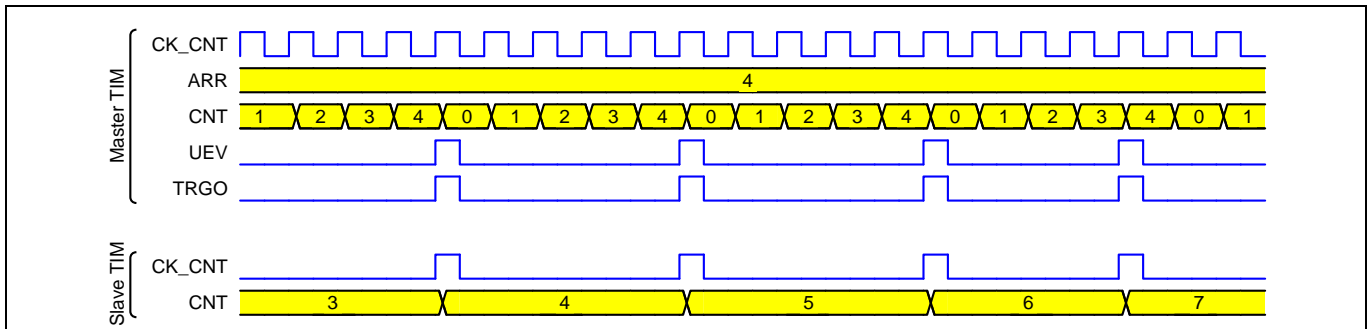 Master TIM
CK_CNT
ARR 4
CNT 1 2 3 4 0 1 2 3 4 0 1 2 3 4 0 1 2 3 4 0 1
UEV
TRGO
Slave TIM
CK_CNT
CNT 3 4 5 6 7